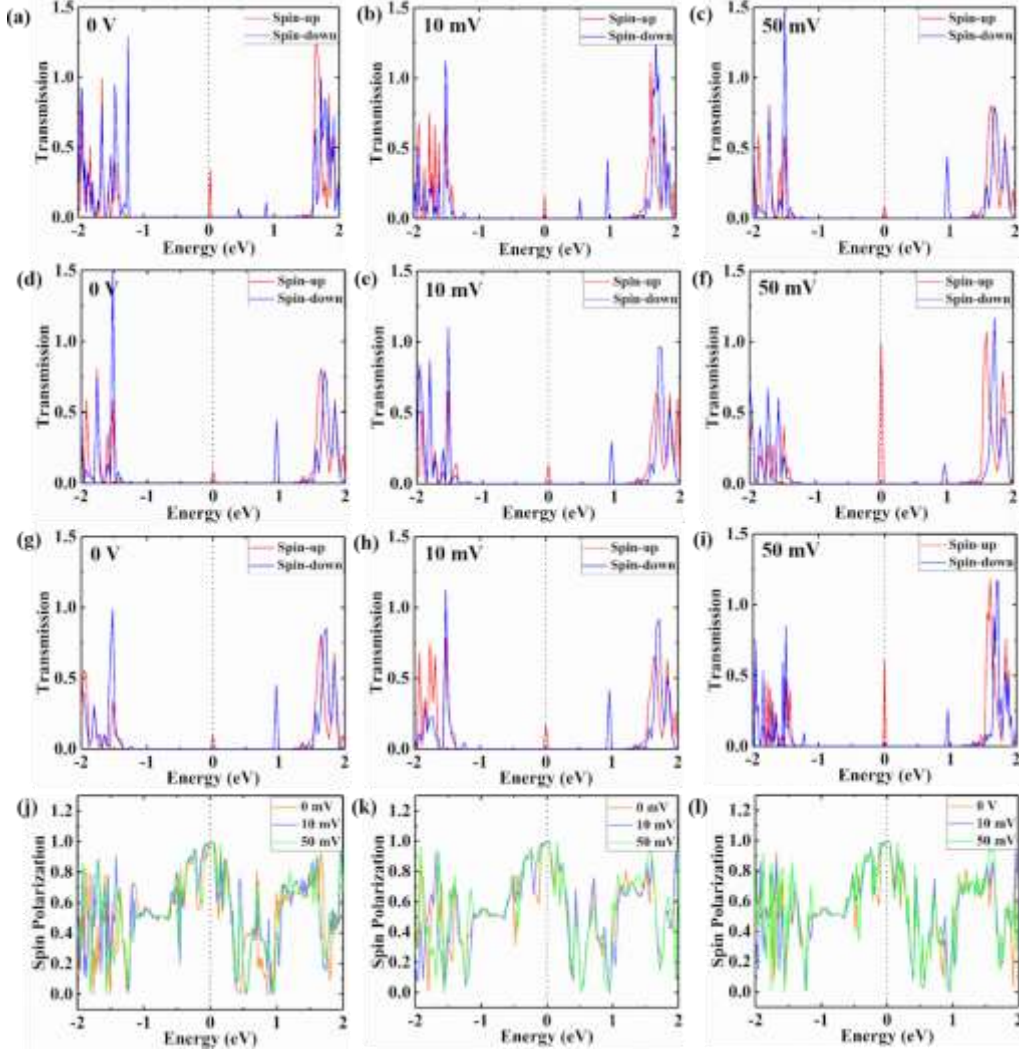 (a) 0 V Spin-up Spin-down
Transmission
1.5 1.0 0.5 0.0
-2 -1 0 1 2
Energy (eV)
(b) 10 mV Spin-up Spin-down
Transmission
1.5 1.0 0.5 0.0
-2 -1 0 1 2
Energy (eV)
(c) 50 mV Spin-up Spin-down
Transmission
1.5 1.0 0.5 0.0
-2 -1 0 1 2
Energy (eV)
(d) 0 V Spin-up Spin-down
Transmission
1.5 1.0 0.5 0.0
-2 -1 0 1 2
Energy (eV)
(e) 10 mV Spin-up Spin-down
Transmission
1.5 1.0 0.5 0.0
-2 -1 0 1 2
Energy (eV)
(f) 50 mV Spin-up Spin-down
Transmission
1.5 1.0 0.5 0.0
-2 -1 0 1 2
Energy (eV)
(g) 0 V Spin-up Spin-down
Transmission
1.5 1.0 0.5 0.0
-2 -1 0 1 2
Energy (eV)
(h) 10 mV Spin-up Spin-down
Transmission
1.5 1.0 0.5 0.0
-2 -1 0 1 2
Energy (eV)
(i) 50 mV Spin-up Spin-down
Transmission
1.5 1.0 0.5 0.0
-2 -1 0 1 2
Energy (eV)
(j) 0 mV 10 mV 50 mV
Spin Polarization
1.2 1.0 0.8 0.6 0.4 0.2 0.0
-2 -1 0 1 2
Energy (eV)
(k) 0 mV 10 mV 50 mV
Spin Polarization
1.2 1.0 0.8 0.6 0.4 0.2 0.0
-2 -1 0 1 2
Energy (eV)
(l) 0 V 10 mV 50 mV
Spin Polarization
1.2 1.0 0.8 0.6 0.4 0.2 0.0
-2 -1 0 1 2
Energy (eV)